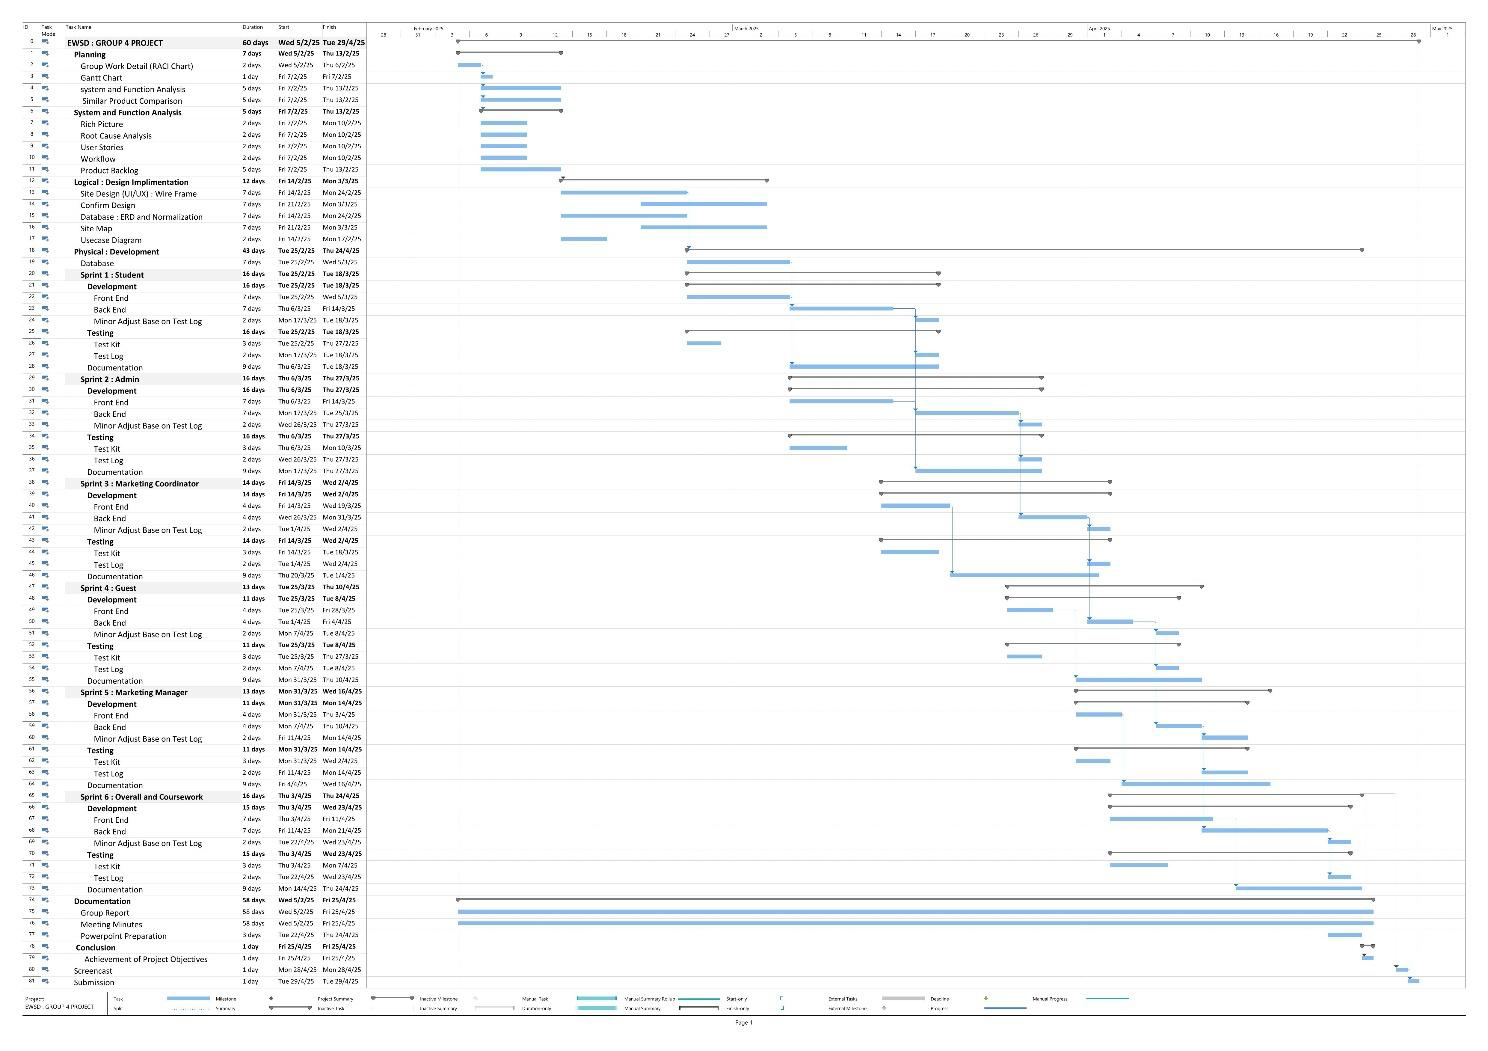 ID Task Mode Task Name Duration Start Finish February 2025 March 2025 April 2025 May 2025
28 31 3 6 9 12 15 18 21 24 27 2 5 8 11 14 17 20 23 26 29 1 4 7 10 13 16 19 22 25 28 1
0 EWSD : GROUP 4 PROJECT 60 days Wed 5/2/25 Tue 29/4/25
1 Planning 7 days Wed 5/2/25 Thu 13/2/25
2 Group Work Detail (RACI Chart) 2 days Wed 5/2/25 Thu 6/2/25
3 Gantt Chart 1 day Fri 7/2/25 Fri 7/2/25
4 system and Function Analysis 5 days Fri 7/2/25 Thu 13/2/25
5 Similar Product Comparison 5 days Fri 7/2/25 Thu 13/2/25
6 System and Function Analysis 5 days Fri 7/2/25 Thu 13/2/25
7 Rich Picture 2 days Fri 7/2/25 Mon 10/2/25
8 Root Cause Analysis 2 days Fri 7/2/25 Mon 10/2/25
9 User Stories 2 days Fri 7/2/25 Mon 10/2/25
10 Workflow 2 days Fri 7/2/25 Mon 10/2/25
11 Product Backlog 5 days Fri 7/2/25 Thu 13/2/25
12 Logical : Design Implimentation 12 days Fri 14/2/25 Mon 3/3/25
13 Site Design (UI/UX) : Wire Frame 7 days Fri 14/2/25 Mon 24/2/25
14 Confirm Design 7 days Fri 21/2/25 Mon 3/3/25
15 Database : ERD and Normalization 7 days Fri 14/2/25 Mon 24/2/25
16 Site Map 7 days Fri 21/2/25 Mon 3/3/25
17 Usecase Diagram 2 days Fri 14/2/25 Mon 17/2/25
18 Physical : Development 43 days Tue 25/2/25 Thu 24/4/25
19 Database 7 days Tue 25/2/25 Wed 5/3/25
20 Sprint 1 : Student 16 days Tue 25/2/25 Tue 18/3/25
21 Development 16 days Tue 25/2/25 Tue 18/3/25
22 Front End 7 days Tue 25/2/25 Wed 5/3/25
23 Back End 7 days Thu 6/3/25 Fri 14/3/25
24 Minor Adjust Base on Test Log 2 days Mon 17/3/25 Tue 18/3/25
25 Testing 16 days Tue 25/2/25 Tue 18/3/25
26 Test Kit 3 days Tue 25/2/25 Thu 27/2/25
27 Test Log 2 days Mon 17/3/25 Tue 18/3/25
28 Documentation 9 days Thu 6/3/25 Tue 18/3/25
29 Sprint 2 : Admin 16 days Thu 6/3/25 Thu 27/3/25
30 Development 16 days Thu 6/3/25 Thu 27/3/25
31 Front End 7 days Thu 6/3/25 Fri 14/3/25
32 Back End 7 days Mon 17/3/25 Tue 25/3/25
33 Minor Adjust Base on Test Log 2 days Wed 26/3/25 Thu 27/3/25
34 Testing 16 days Thu 6/3/25 Thu 27/3/25
35 Test Kit 3 days Thu 6/3/25 Mon 10/3/25
36 Test Log 2 days Wed 26/3/25 Thu 27/3/25
37 Documentation 9 days Mon 17/3/25 Thu 27/3/25
38 Sprint 3 : Marketing Coordinator 14 days Fri 14/3/25 Wed 2/4/25
39 Development 14 days Fri 14/3/25 Wed 2/4/25
40 Front End 4 days Fri 14/3/25 Wed 19/3/25
41 Back End 4 days Wed 26/3/25 Mon 31/3/25
42 Minor Adjust Base on Test Log 2 days Tue 1/4/25 Wed 2/4/25
43 Testing 14 days Fri 14/3/25 Wed 2/4/25
44 Test Kit 3 days Fri 14/3/25 Tue 18/3/25
45 Test Log 2 days Tue 1/4/25 Wed 2/4/25
46 Documentation 9 days Thu 20/3/25 Tue 1/4/25
47 Sprint 4 : Guest 13 days Tue 25/3/25 Thu 10/4/25
48 Development 11 days Tue 25/3/25 Tue 8/4/25
49 Front End 4 days Tue 25/3/25 Fri 28/3/25
50 Back End 4 days Tue 1/4/25 Fri 4/4/25
51 Minor Adjust Base on Test Log 2 days Mon 7/4/25 Tue 8/4/25
52 Testing 11 days Tue 25/3/25 Tue 8/4/25
53 Test Kit 3 days Tue 25/3/25 Thu 27/3/25
54 Test Log 2 days Mon 7/4/25 Tue 8/4/25
55 Documentation 9 days Mon 31/3/25 Thu 10/4/25
56 Sprint 5 : Marketing Manager 13 days Mon 31/3/25 Wed 16/4/25
57 Development 11 days Mon 31/3/25 Mon 14/4/25
58 Front End 4 days Mon 31/3/25 Thu 3/4/25
59 Back End 4 days Mon 7/4/25 Thu 10/4/25
60 Minor Adjust Base on Test Log 2 days Fri 11/4/25 Mon 14/4/25
61 Testing 11 days Mon 31/3/25 Mon 14/4/25
62 Test Kit 3 days Mon 31/3/25 Wed 2/4/25
63 Test Log 2 days Fri 11/4/25 Mon 14/4/25
64 Documentation 9 days Fri 4/4/25 Wed 16/4/25
65 Sprint 6 : Overall and Coursework 16 days Thu 3/4/25 Thu 24/4/25
66 Development 15 days Thu 3/4/25 Wed 23/4/25
67 Front End 7 days Thu 3/4/25 Fri 11/4/25
68 Back End 7 days Fri 11/4/25 Mon 21/4/25
69 Minor Adjust Base on Test Log 2 days Tue 22/4/25 Wed 23/4/25
70 Testing 15 days Thu 3/4/25 Wed 23/4/25
71 Test Kit 3 days Thu 3/4/25 Mon 7/4/25
72 Test Log 2 days Tue 22/4/25 Wed 23/4/25
73 Documentation 9 days Mon 14/4/25 Thu 24/4/25
74 Documentation 58 days Wed 5/2/25 Fri 25/4/25
75 Group Report 58 days Wed 5/2/25 Fri 25/4/25
76 Meeting Minutes 58 days Wed 5/2/25 Fri 25/4/25
77 Powerpoint Preparation 3 days Tue 22/4/25 Thu 24/4/25
78 Conclusion 1 day Fri 25/4/25 Fri 25/4/25
79 Achievement of Project Objectives 1 day Fri 25/4/25 Fri 25/4/25
80 Screencast 1 day Mon 28/4/25 Mon 28/4/25
81 Submission 1 day Tue 29/4/25 Tue 29/4/25
Project: EWSD : GROUP 4 PROJECT
Task Milestone Project Summary Inactive Milestone Manual Task Manual Summary Rollup Start-only External Tasks Deadline Manual Progress
Split Summary Inactive Task Inactive Summary Duration-only Manual Summary Finish-only External Milestone Progress
Page 1